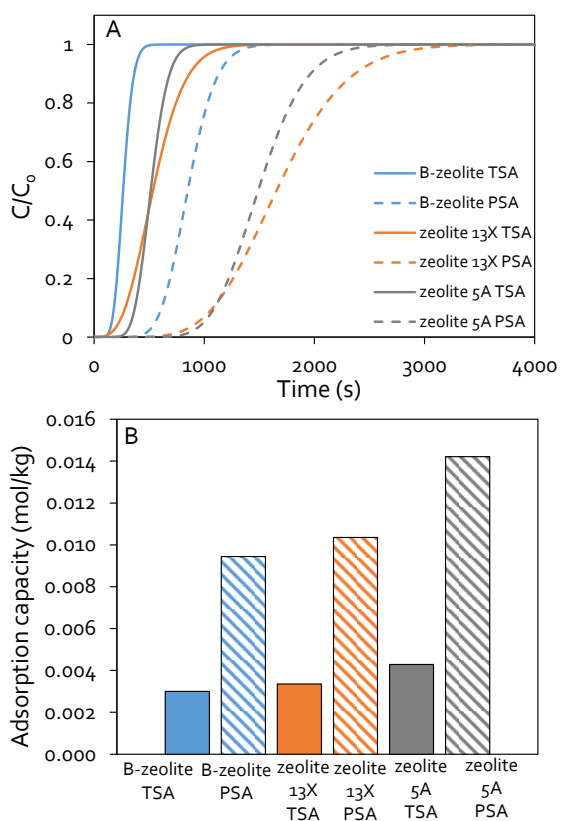 A
1
0.8
0.6
0.4
0.2
0
C/C₀
B-zeolite TSA
B-zeolite PSA
zeolite 13X TSA
zeolite 13X PSA
zeolite 5A TSA
zeolite 5A PSA
0 1000 2000 3000 4000
Time (s)
B
0.016
0.014
0.012
0.010
0.008
0.006
0.004
0.002
0.000
Adsorption capacity (mol/kg)
B-zeolite B-zeolite zeolite zeolite zeolite zeolite
TSA PSA 13X 13X 5A 5A
TSA PSA TSA PSA